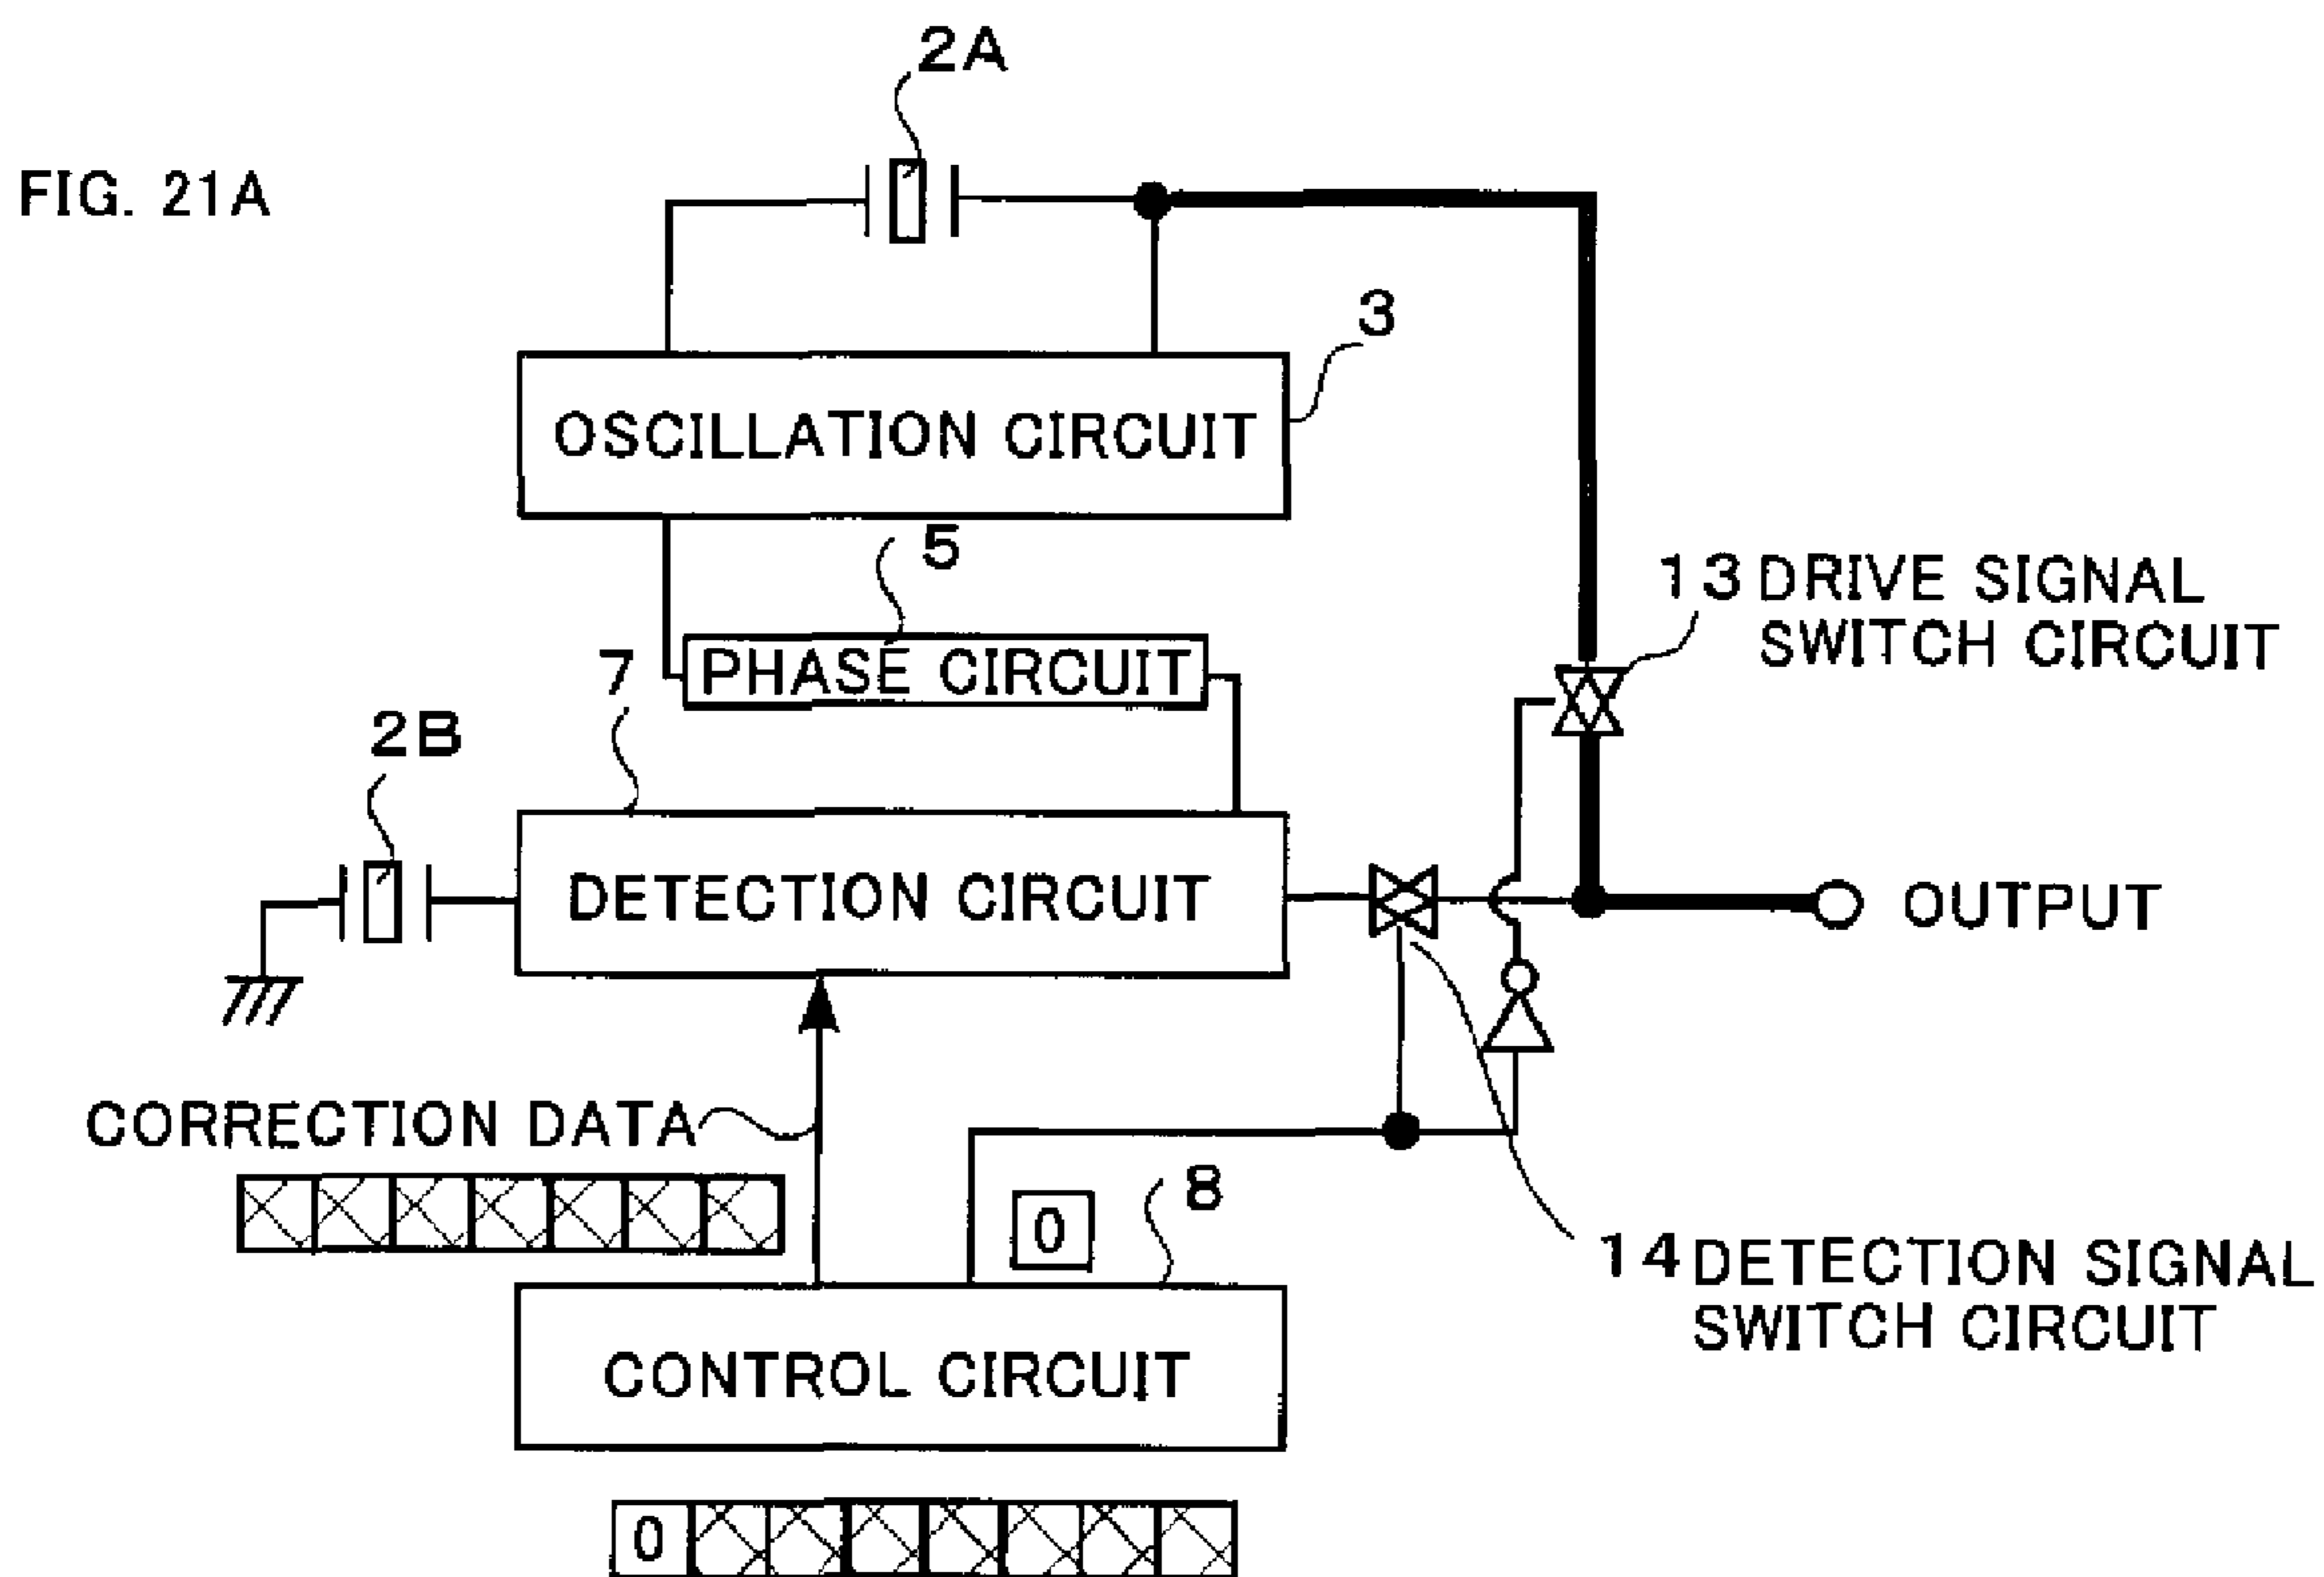 2A
FIG. 21A
3
OSCILLATION CIRCUIT
5
13 DRIVE SIGNAL
SWITCH CIRCUIT
7
PHASE CIRCUIT
2B
DETECTION CIRCUIT
OUTPUT
CORRECTION DATA
8
0
14 DETECTION SIGNAL
SWITCH CIRCUIT
CONTROL CIRCUIT
0